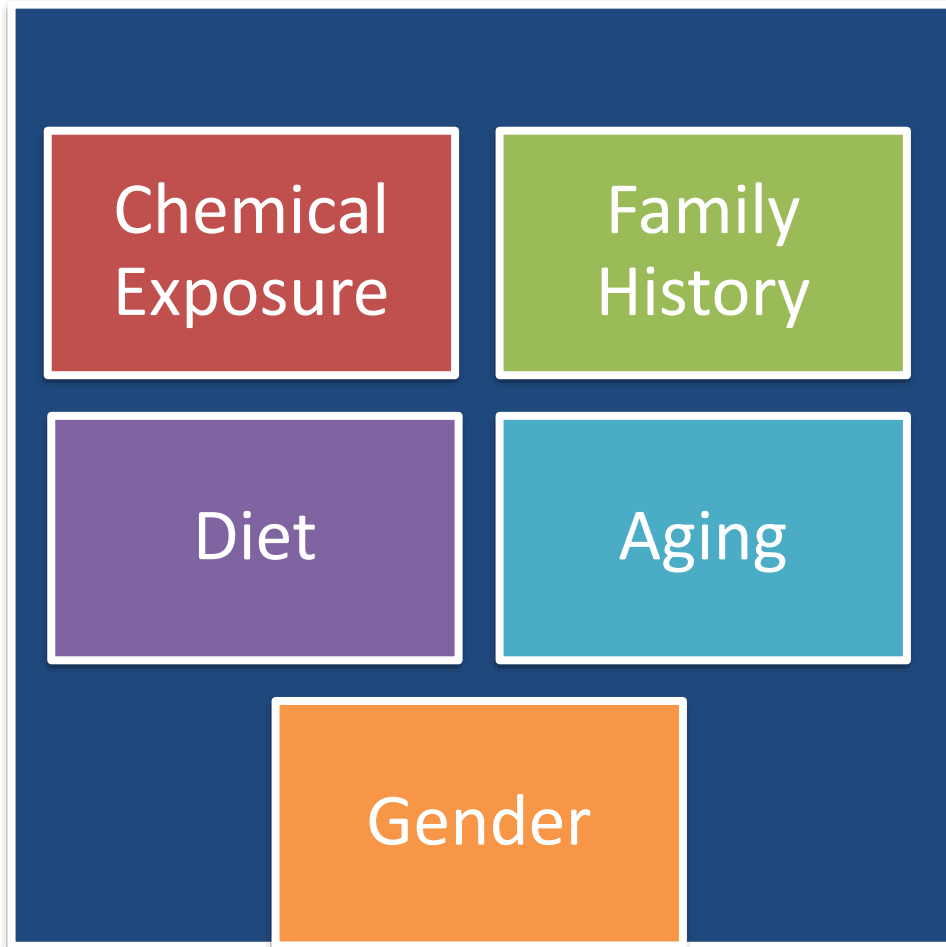 Chemical
Exposure
Family
History
Diet
Aging
Gender